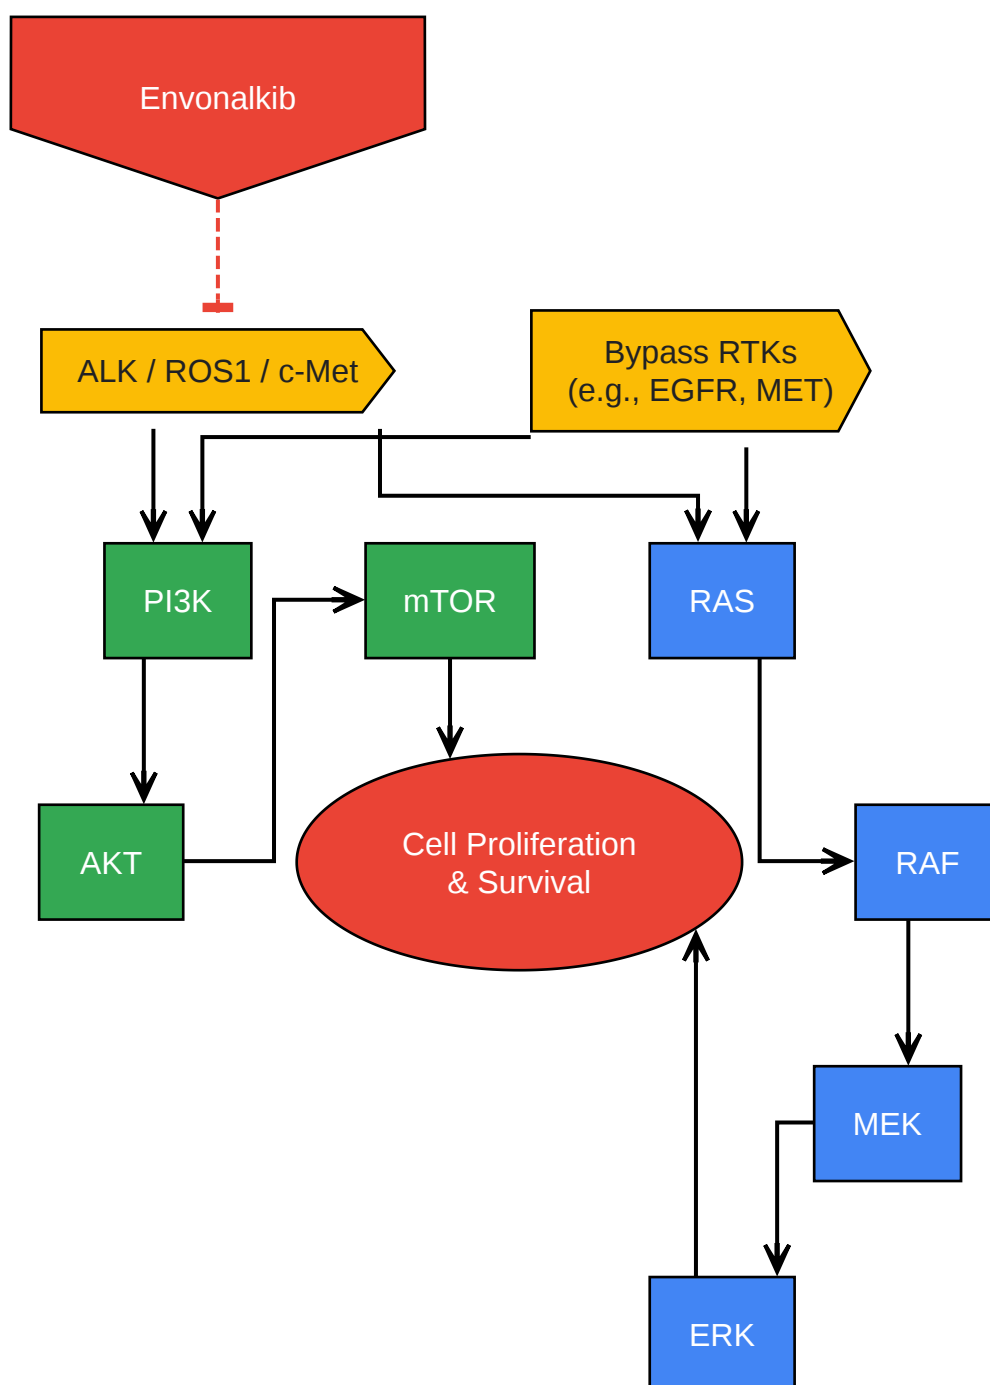 Envonalkib
ALK / ROS1 / c-Met
Bypass RTKs
(e.g., EGFR, MET)
PI3K
mTOR
RAS
Cell Proliferation
& Survival
AKT
RAF
MEK
ERK